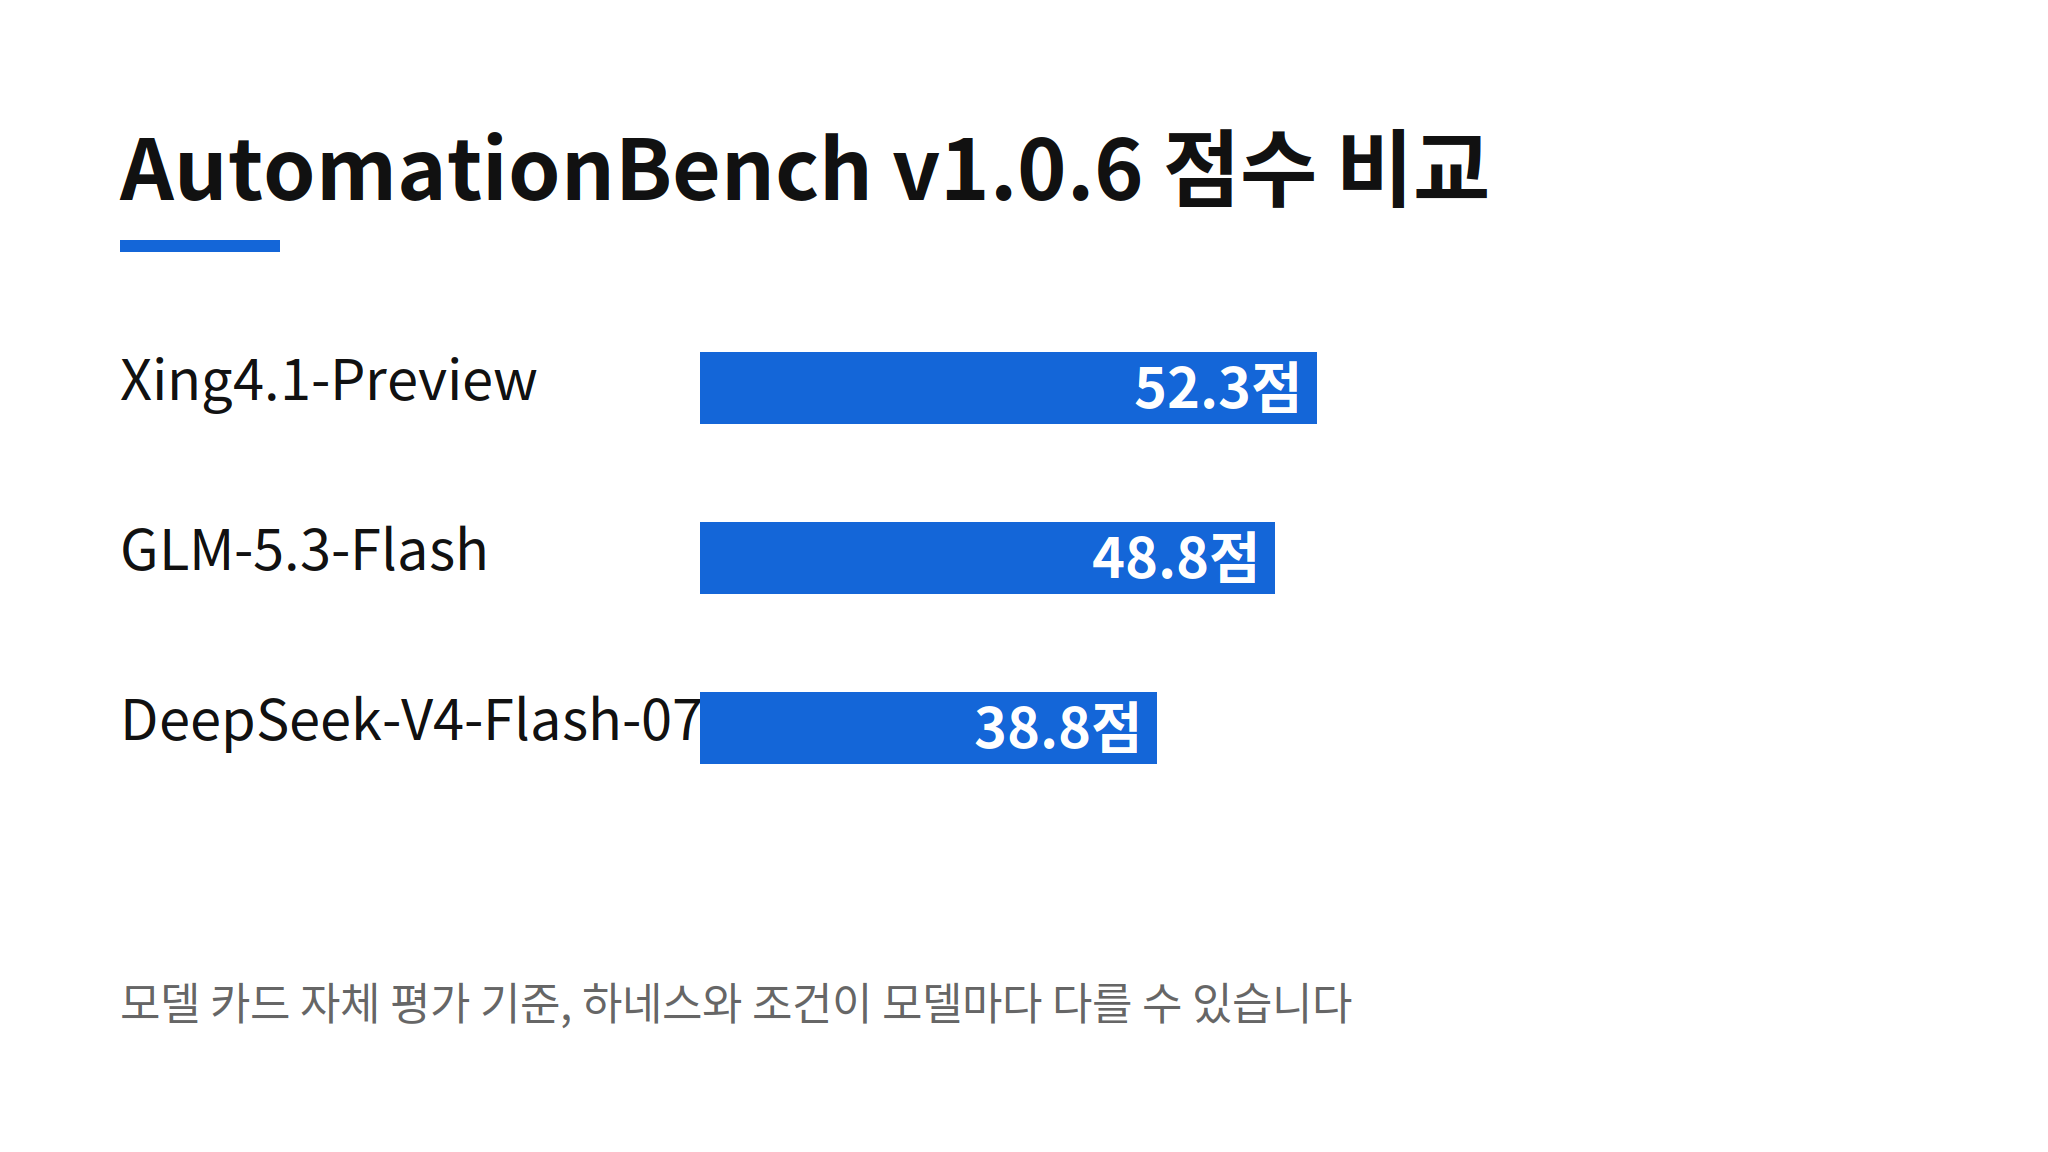 AutomationBench v1.0.6 점수 비교
Xing4.1-Preview
52.3점
GLM-5.3-Flash
48.8점
DeepSeek-V4-Flash-07
38.8점
모델 카드 자체 평가 기준, 하네스와 조건이 모델마다 다를 수 있습니다